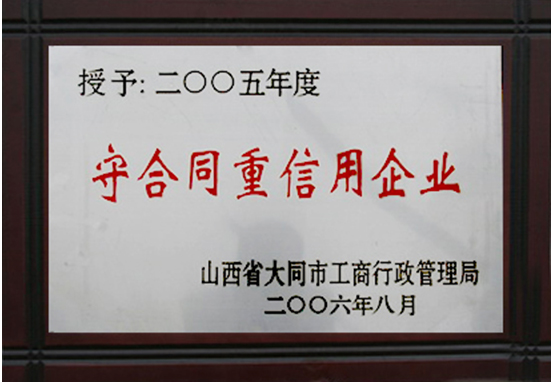 授予:二〇〇五年度
守合同重信用企业
山西省大同市工商行政管理局
二〇〇六年八月